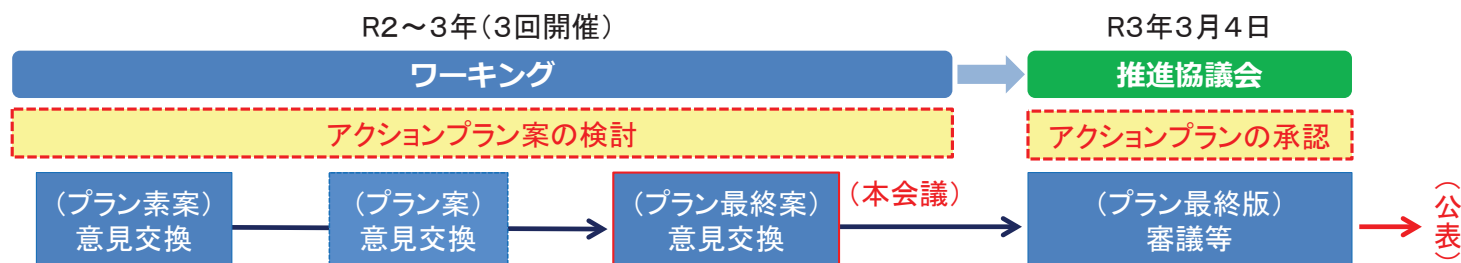 R2～3年(3回開催)
R3年3月4日
ワーキング
推進協議会
アクションプラン案の検討
アクションプランの承認
(プラン素案)
意見交換
(プラン案)
意見交換
(プラン最終案)
意見交換
(本会議)
(プラン最終版)
審議等
(公表)